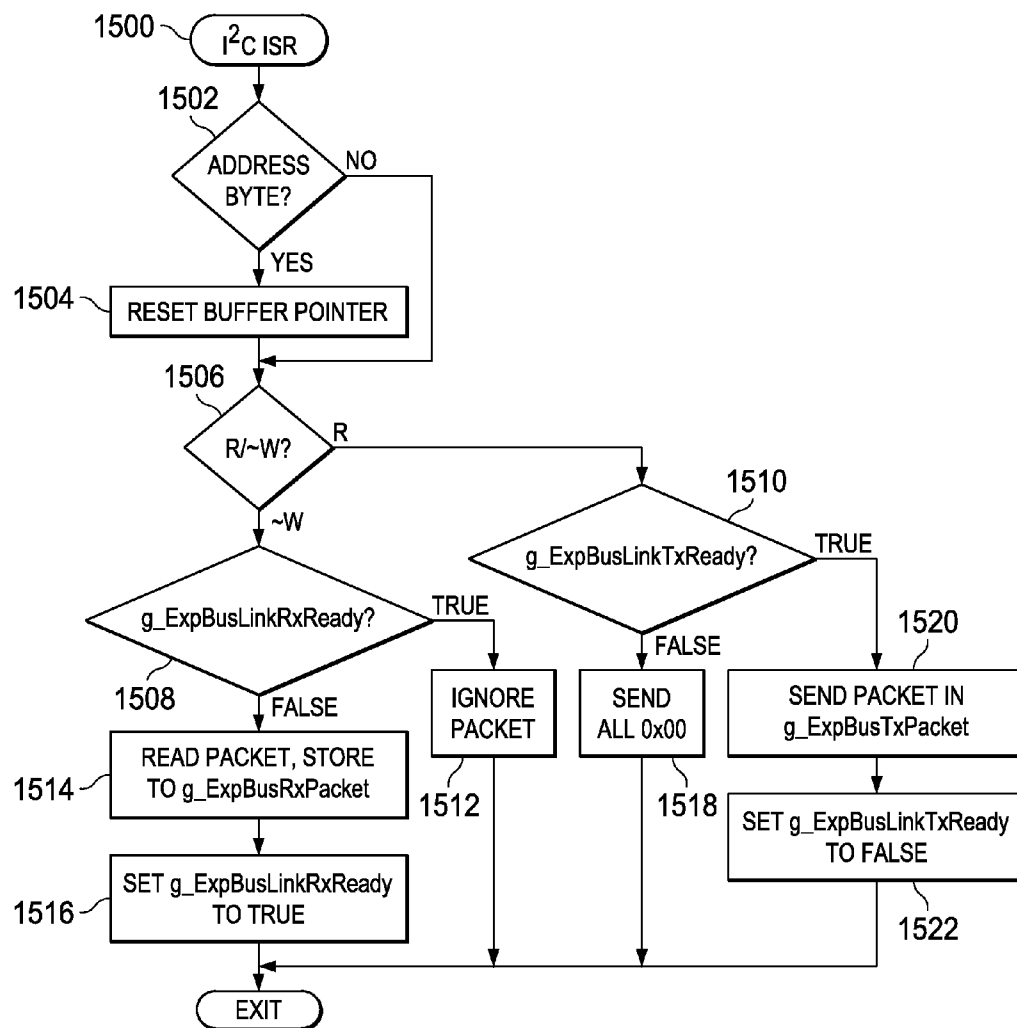 1500
I²C ISR
1502
ADDRESS
BYTE?
NO
YES
1504
RESET BUFFER POINTER
1506
R/~W?
R
~W
1510
g_ExpBusLinkTxReady?
TRUE
FALSE
g_ExpBusLinkRxReady?
TRUE
1508
FALSE
1520
IGNORE
PACKET
1512
SEND
ALL 0x00
1518
SEND PACKET IN
g_ExpBusTxPacket
1514
READ PACKET, STORE
TO g_ExpBusRxPacket
SET g_ExpBusLinkTxReady
TO FALSE
1522
1516
SET g_ExpBusLinkRxReady
TO TRUE
EXIT